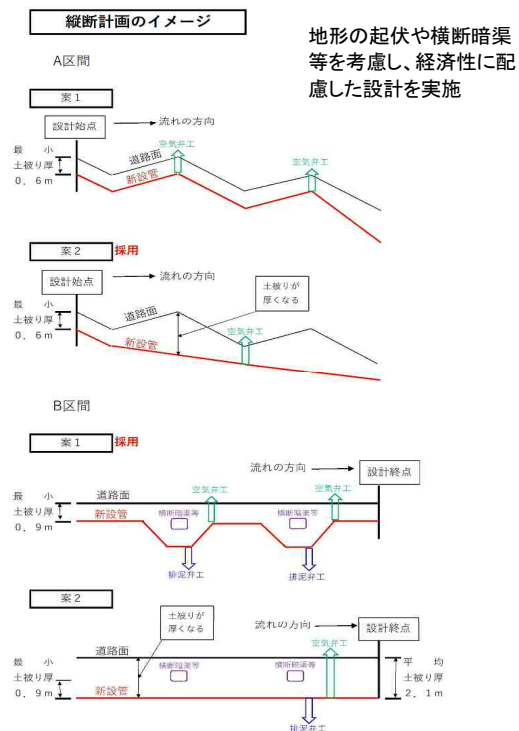 縦断計画のイメージ
地形の起伏や横断暗渠
等を考慮し、経済性に配
慮した設計を実施
A区間
案1
設計始点
流れの方向
空気弁工
空気弁工
最 小
土被り厚
0.6m
道路面
新設管
案2 採用
設計始点
流れの方向
土被りが
厚くなる
最 小
土被り厚
0.6m
道路面
新設管
空気弁工
B区間
案1 採用
流れの方向
設計終点
空気弁工
空気弁工
道路面
最 小
土被り厚
0.9m
新設管
横断暗渠等
横断暗渠等
排泥弁工
排泥弁工
案2
土被りが
厚くなる
流れの方向
設計終点
空気弁工
道路面
最 小
土被り厚
0.9m
横断暗渠等
横断暗渠等
平 均
土被り厚
2.1m
新設管
排泥弁工